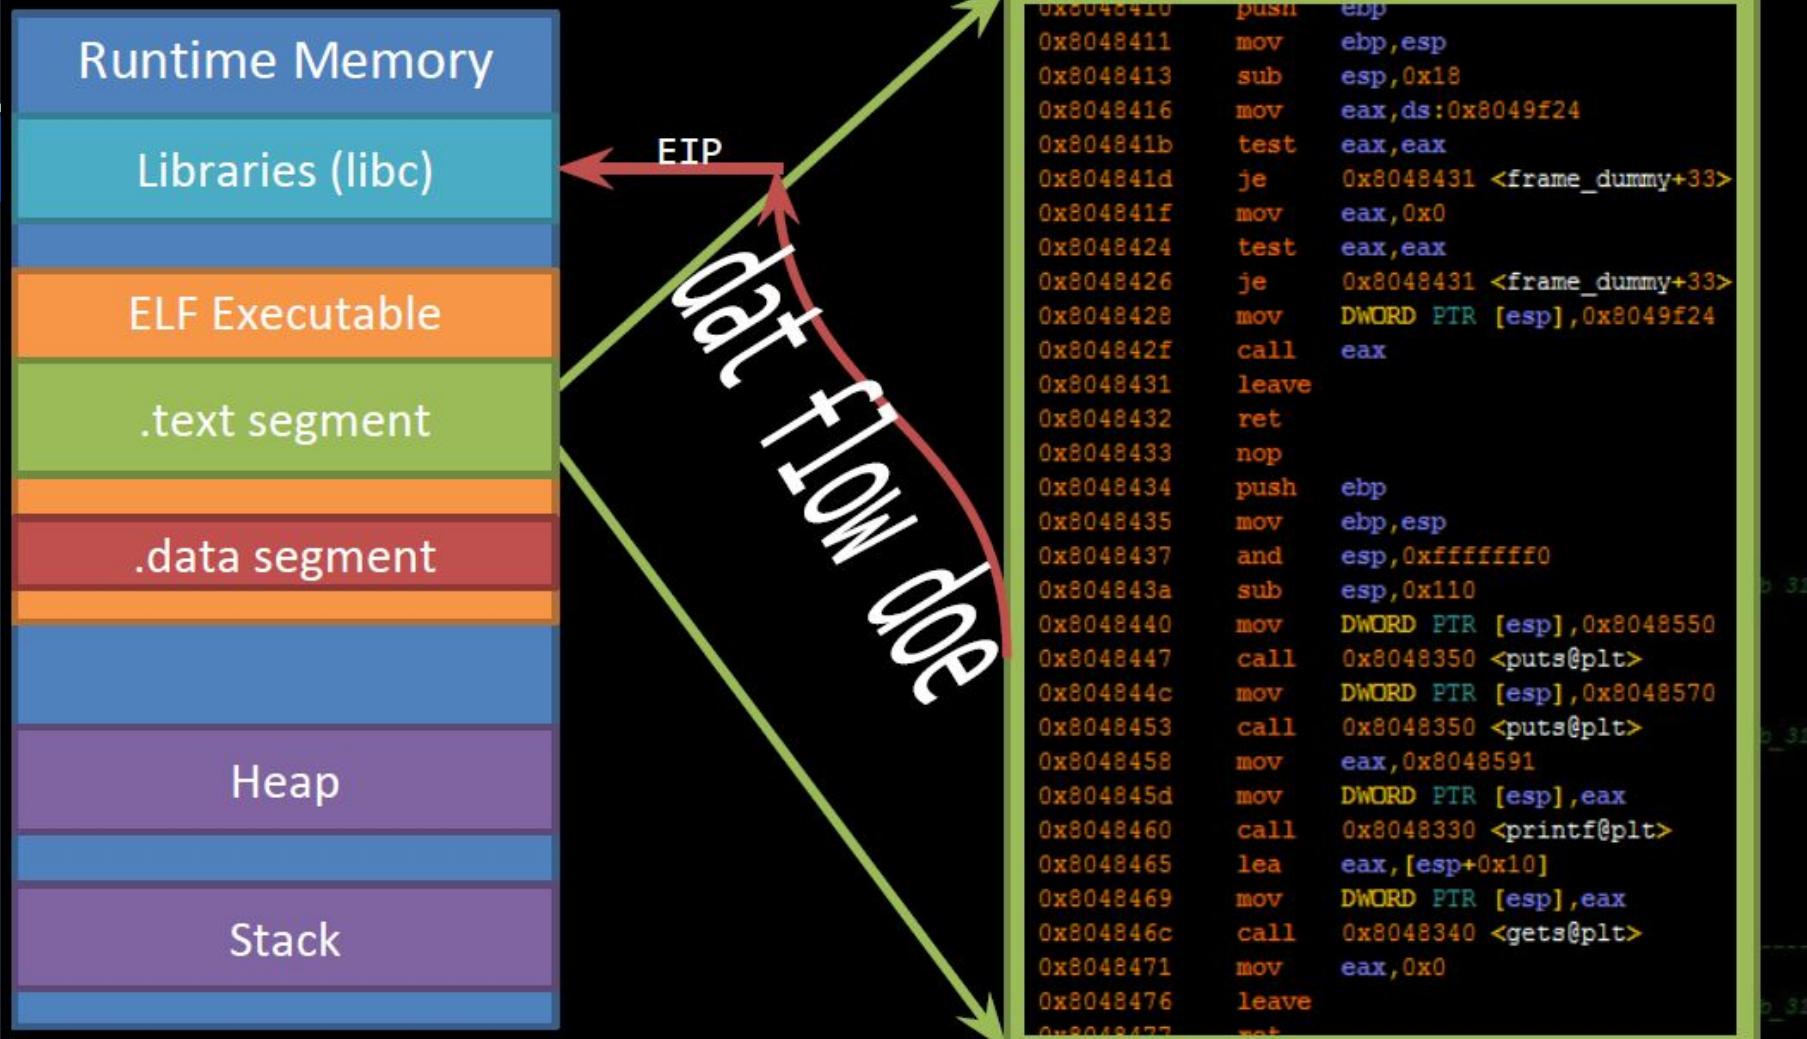 Runtime Memory
Libraries (libc)
ELF Executable
.text segment
.data segment
Heap
Stack
EIP
dat flow doe
0x8048410 push ebp
0x8048411 mov ebp,esp
0x8048413 sub esp,0x18
0x8048416 mov eax,ds:0x8049f24
0x804841b test eax,eax
0x804841d je 0x8048431 <frame_dummy+33>
0x804841f mov eax,0x0
0x8048424 test eax,eax
0x8048426 je 0x8048431 <frame_dummy+33>
0x8048428 mov DWORD PTR [esp],0x8049f24
0x804842f call eax
0x8048431 leave
0x8048432 ret
0x8048433 nop
0x8048434 push ebp
0x8048435 mov ebp,esp
0x8048437 and esp,0xfffffff0
0x804843a sub esp,0x110
0x8048440 mov DWORD PTR [esp],0x8048550
0x8048447 call 0x8048350 <puts@plt>
0x804844c mov DWORD PTR [esp],0x8048570
0x8048453 call 0x8048350 <puts@plt>
0x8048458 mov eax,0x8048591
0x804845d mov DWORD PTR [esp],eax
0x8048460 call 0x8048330 <printf@plt>
0x8048465 lea eax,[esp+0x10]
0x8048469 mov DWORD PTR [esp],eax
0x804846c call 0x8048340 <gets@plt>
0x8048471 mov eax,0x0
0x8048476 leave
0x8048477 ret